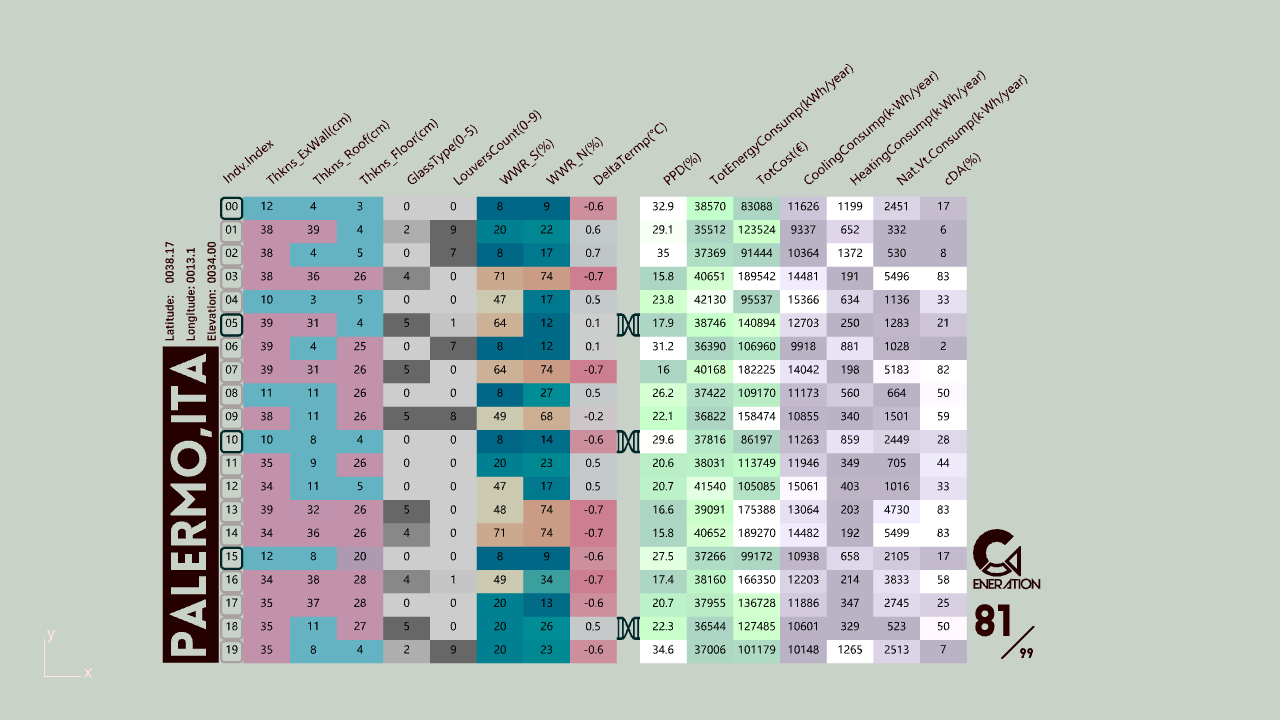 Indv.Index Thkns_ExWall(cm) Thkns_Roof(cm) Thkns_Floor(cm) GlassType(0-5) LouversCount(0-9) WWR_S(%) WWR_N(%) DeltaTermp(°C) PPD(%) TotEnergyConsump(kWh/year) TotCost(€) CoolingConsump(k·Wh/year) HeatingConsump(k·Wh/year) Nat.Vt.Consump(k·Wh/year) cDA(%)
00 12 4 3 0 0 8 9 -0.6 32.9 38570 83088 11626 1199 2451 17
01 38 39 4 2 9 20 22 0.6 29.1 35512 123524 9337 652 332 6
02 38 4 5 0 7 8 17 0.7 35 37369 91444 10364 1372 530 8
03 38 36 26 4 0 71 74 -0.7 15.8 40651 189542 14481 191 5496 83
04 10 3 5 0 0 47 17 0.5 23.8 42130 95537 15366 634 1136 33
05 39 31 4 5 1 64 12 0.1 17.9 38746 140894 12703 250 1283 21
06 39 4 25 0 7 8 12 0.1 31.2 36390 106960 9918 881 1028 2
07 39 31 26 5 0 64 74 -0.7 16 40168 182225 14042 198 5183 82
08 11 11 26 0 0 8 27 0.5 26.2 37422 109170 11173 560 664 50
09 38 11 26 5 8 49 68 -0.2 22.1 36822 158474 10855 340 1501 59
10 10 8 4 0 0 8 14 -0.6 29.6 37816 86197 11263 859 2449 28
11 35 9 26 0 0 20 23 0.5 20.6 38031 113749 11946 349 705 44
12 34 11 5 0 0 47 17 0.5 20.7 41540 105085 15061 403 1016 33
13 39 32 26 5 0 48 74 -0.7 16.6 39091 175388 13064 203 4730 83
14 34 36 26 4 0 71 74 -0.7 15.8 40652 189270 14482 192 5499 83
15 12 8 20 0 0 8 9 -0.6 27.5 37266 99172 10938 658 2105 17
16 34 38 28 4 1 49 34 -0.7 17.4 38160 166350 12203 214 3833 58
17 35 37 28 0 0 20 13 -0.6 20.7 37955 136728 11886 347 2745 25
18 35 11 27 5 0 20 26 0.5 22.3 36544 127485 10601 329 523 50
19 35 8 4 2 9 20 23 -0.6 34.6 37006 101179 10148 1265 2513 7
Latitude: 0038.17
Longitude: 0013.1
Elevation: 0034.00
PALERMO,ITA
ENERATION
81/99
y
x